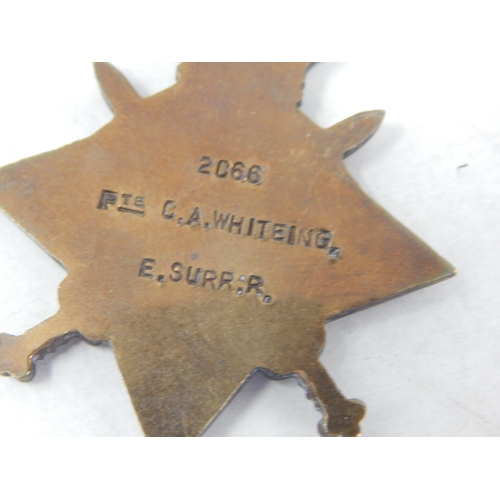 2066
PTE C.A.WHITEING,
E.SURR:R.